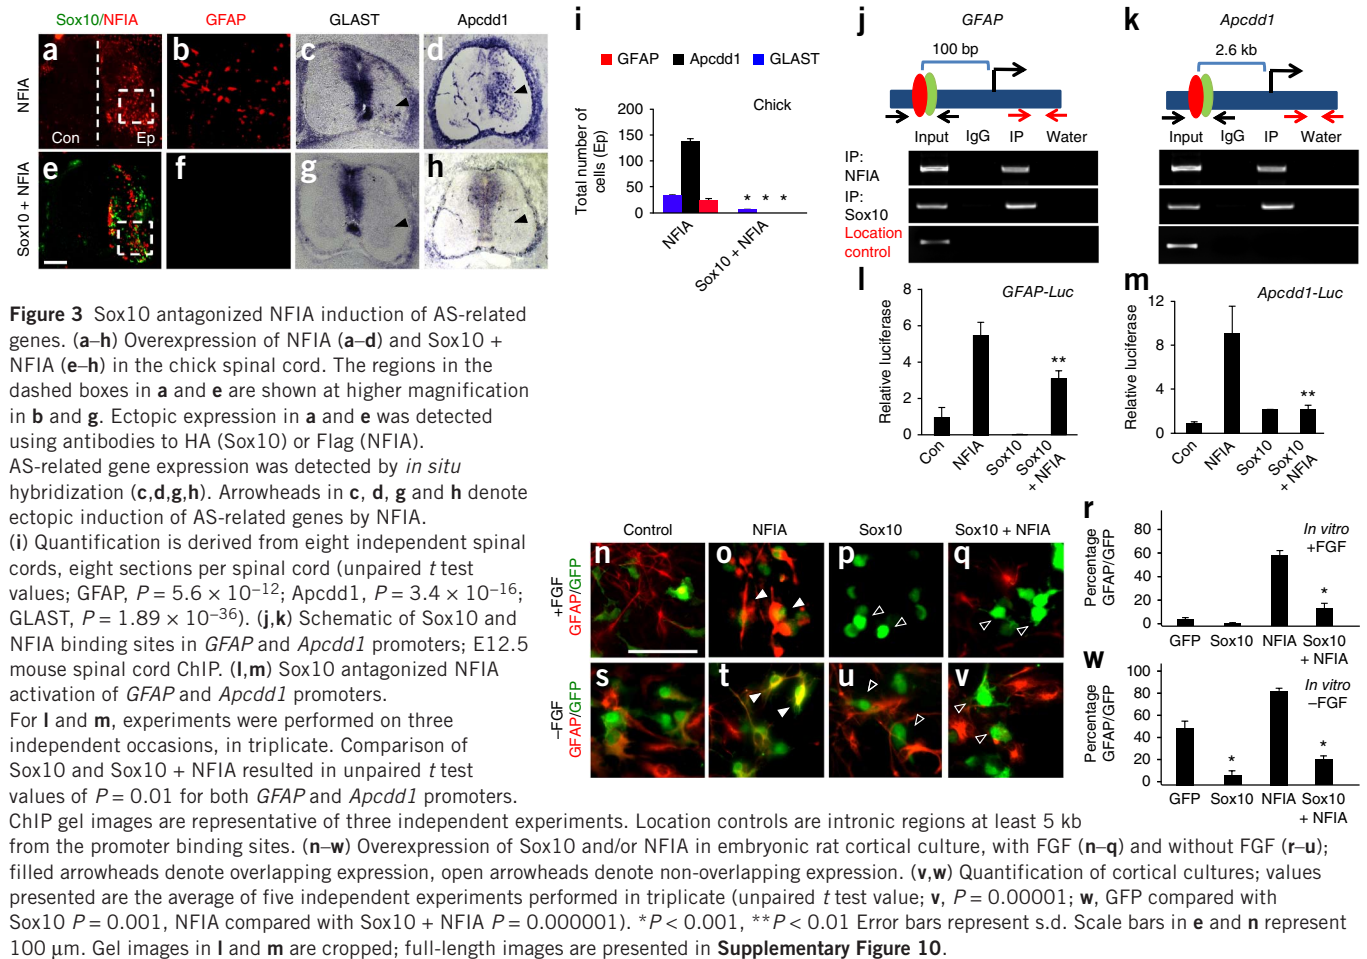 Sox10/NFIA
GFAP
GLAST
Apcdd1
NFIA
Sox10 + NFIA
a
Con
Ep
b
c
d
e
f
g
h
i
GFAP
Apcdd1
GLAST
Chick
Total number of
cells (Ep)
200
150
100
50
0
* * *
NFIA
Sox10 + NFIA
j
GFAP
100 bp
Input IgG IP Water
IP:
NFIA
IP:
Sox10
Location
control
k
Apcdd1
2.6 kb
Input IgG IP Water
l
GFAP-Luc
Relative luciferase
8
6
4
2
0
**
Con
NFIA
Sox10
Sox10
+ NFIA
m
Apcdd1-Luc
Relative luciferase
12
8
4
0
**
Con
NFIA
Sox10
Sox10
+ NFIA
Control
NFIA
Sox10
Sox10 + NFIA
+FGF
GFAP/GFP
n
o
p
q
–FGF
GFAP/GFP
s
t
u
v
r
In vitro
+FGF
Percentage
GFAP/GFP
80
60
40
20
0
*
GFP Sox10 NFIA Sox10
+ NFIA
w
In vitro
–FGF
Percentage
GFAP/GFP
100
80
60
40
20
0
*
*
GFP Sox10 NFIA Sox10
+ NFIA
Figure 3 Sox10 antagonized NFIA induction of AS-related
genes. (a–h) Overexpression of NFIA (a–d) and Sox10 +
NFIA (e–h) in the chick spinal cord. The regions in the
dashed boxes in a and e are shown at higher magnification
in b and g. Ectopic expression in a and e was detected
using antibodies to HA (Sox10) or Flag (NFIA).
AS-related gene expression was detected by in situ
hybridization (c,d,g,h). Arrowheads in c, d, g and h denote
ectopic induction of AS-related genes by NFIA.
(i) Quantification is derived from eight independent spinal
cords, eight sections per spinal cord (unpaired t test
values; GFAP, P = 5.6 × 10⁻¹²; Apcdd1, P = 3.4 × 10⁻¹⁶;
GLAST, P = 1.89 × 10⁻³⁶). (j,k) Schematic of Sox10 and
NFIA binding sites in GFAP and Apcdd1 promoters; E12.5
mouse spinal cord ChIP. (l,m) Sox10 antagonized NFIA
activation of GFAP and Apcdd1 promoters.
For l and m, experiments were performed on three
independent occasions, in triplicate. Comparison of
Sox10 and Sox10 + NFIA resulted in unpaired t test
values of P = 0.01 for both GFAP and Apcdd1 promoters.
ChIP gel images are representative of three independent experiments. Location controls are intronic regions at least 5 kb
from the promoter binding sites. (n–w) Overexpression of Sox10 and/or NFIA in embryonic rat cortical culture, with FGF (n–q) and without FGF (r–u);
filled arrowheads denote overlapping expression, open arrowheads denote non-overlapping expression. (v,w) Quantification of cortical cultures; values
presented are the average of five independent experiments performed in triplicate (unpaired t test value; v, P = 0.00001; w, GFP compared with
Sox10 P = 0.001, NFIA compared with Sox10 + NFIA P = 0.000001). *P < 0.001, **P < 0.01 Error bars represent s.d. Scale bars in e and n represent
100 μm. Gel images in l and m are cropped; full-length images are presented in Supplementary Figure 10.